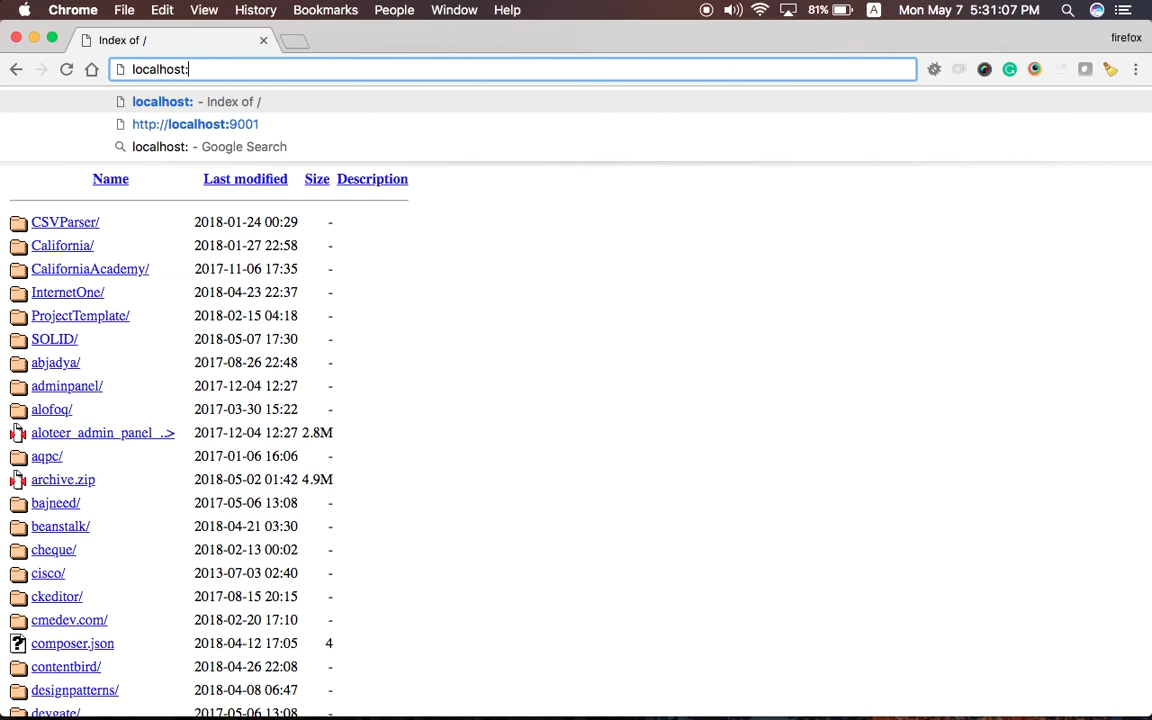 Chrome File Edit View History Bookmarks People Window Help 81% A Mon May 7 5:31:07 PM
Index of / firefox
localhost:
localhost: - Index of /
http://localhost:9001
localhost: - Google Search
Name Last modified Size Description
CSVParser/ 2018-01-24 00:29 -
California/ 2018-01-27 22:58 -
CaliforniaAcademy/ 2017-11-06 17:35 -
InternetOne/ 2018-04-23 22:37 -
ProjectTemplate/ 2018-02-15 04:18 -
SOLID/ 2018-05-07 17:30 -
abjadya/ 2017-08-26 22:48 -
adminpanel/ 2017-12-04 12:27 -
alofoq/ 2017-03-30 15:22 -
aloteer_admin_panel_..> 2017-12-04 12:27 2.8M
aqpc/ 2017-01-06 16:06 -
archive.zip 2018-05-02 01:42 4.9M
bajneed/ 2017-05-06 13:08 -
beanstalk/ 2018-04-21 03:30 -
cheque/ 2018-02-13 00:02 -
cisco/ 2013-07-03 02:40 -
ckeditor/ 2017-08-15 20:15 -
cmedev.com/ 2018-02-20 17:10 -
composer.json 2018-04-12 17:05 4
contentbird/ 2018-04-26 22:08 -
designpatterns/ 2018-04-08 06:47 -
devgate/ 2017-05-06 13:08 -